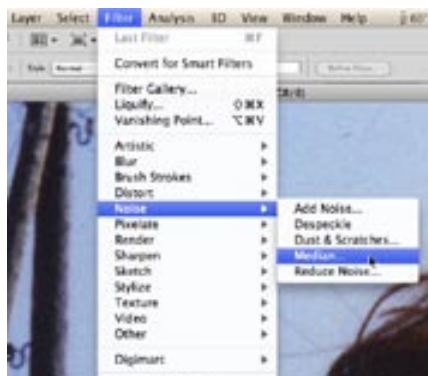 Layer Select Filter Analysis 3D View Window Help
Last Filter ⌘F
Convert for Smart Filters
Style: Normal
Filter Gallery...
Liquify... ⇧⌘X
Vanishing Point... ⌥⌘V
Artistic
Blur
Brush Strokes
Distort
Noise
Add Noise...
Despeckle
Dust & Scratches...
Median...
Reduce Noise...
Pixelate
Render
Sharpen
Sketch
Stylize
Texture
Video
Other
Digimarc